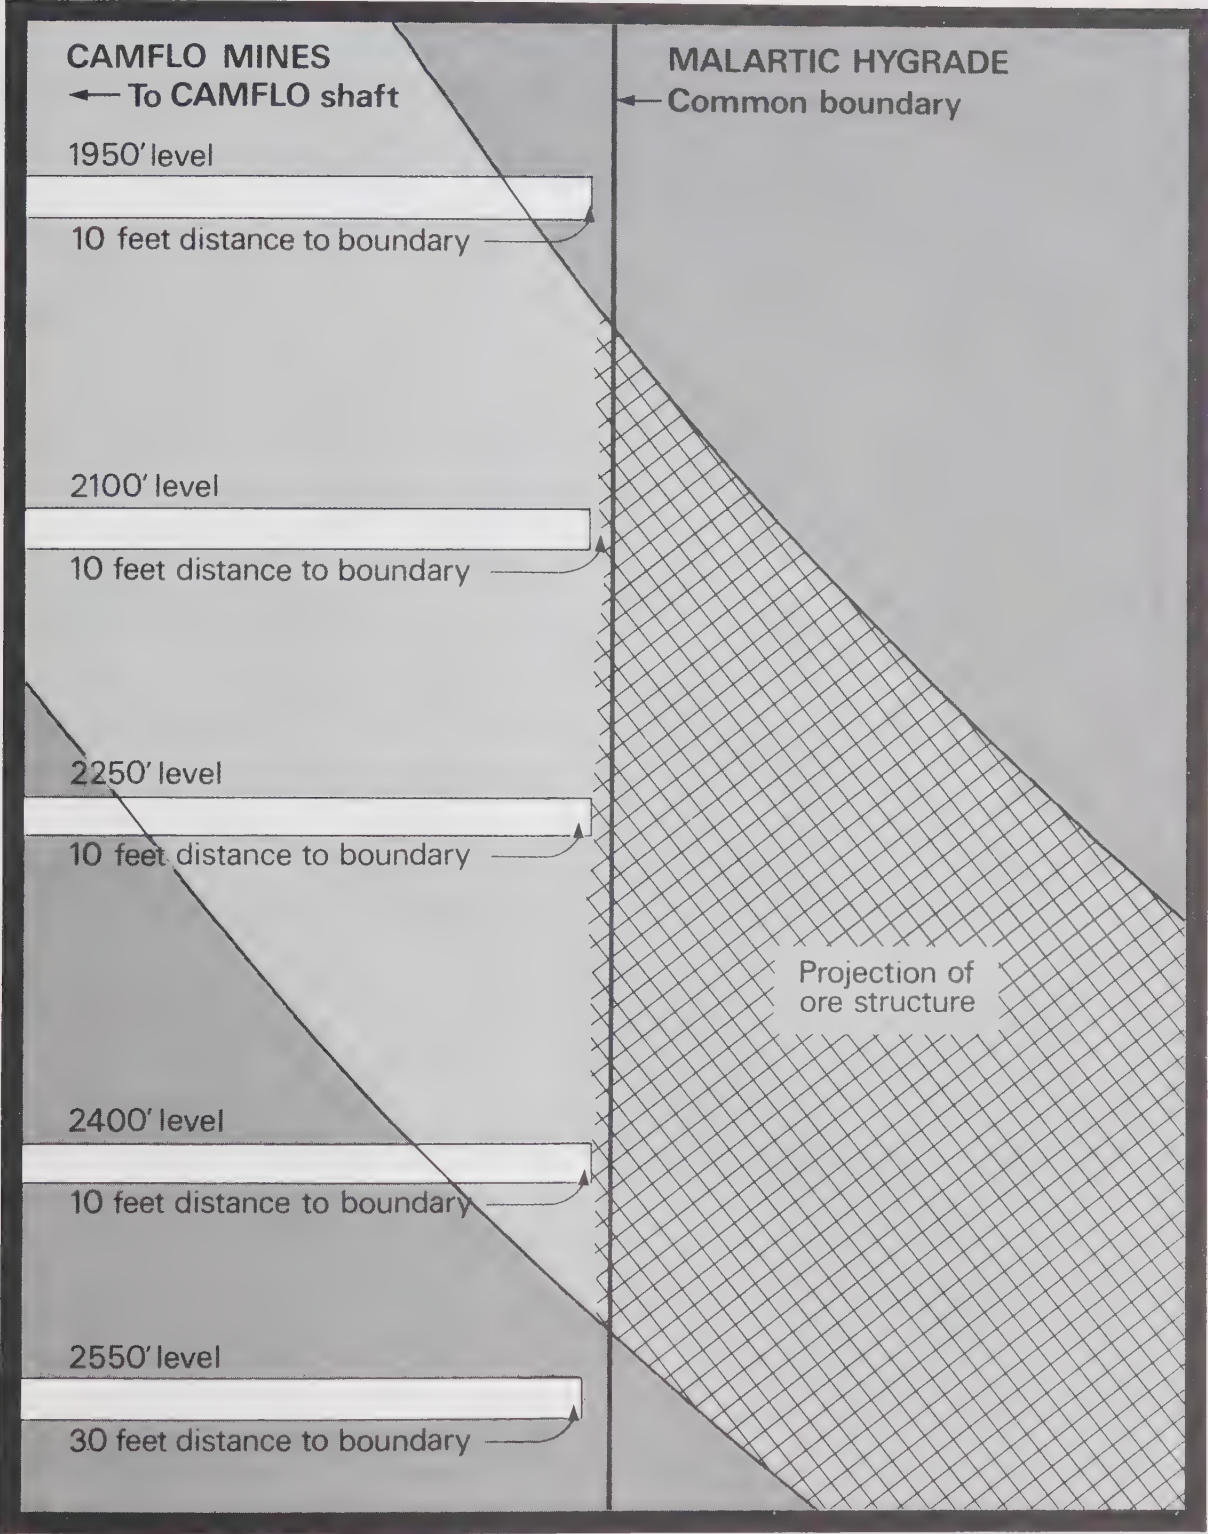 CAMFLO MINES
← To CAMFLO shaft
MALARTIC HYGRADE
← Common boundary
1950' level
10 feet distance to boundary
2100' level
10 feet distance to boundary
2250' level
10 feet distance to boundary
Projection of
ore structure
2400' level
10 feet distance to boundary
2550' level
30 feet distance to boundary